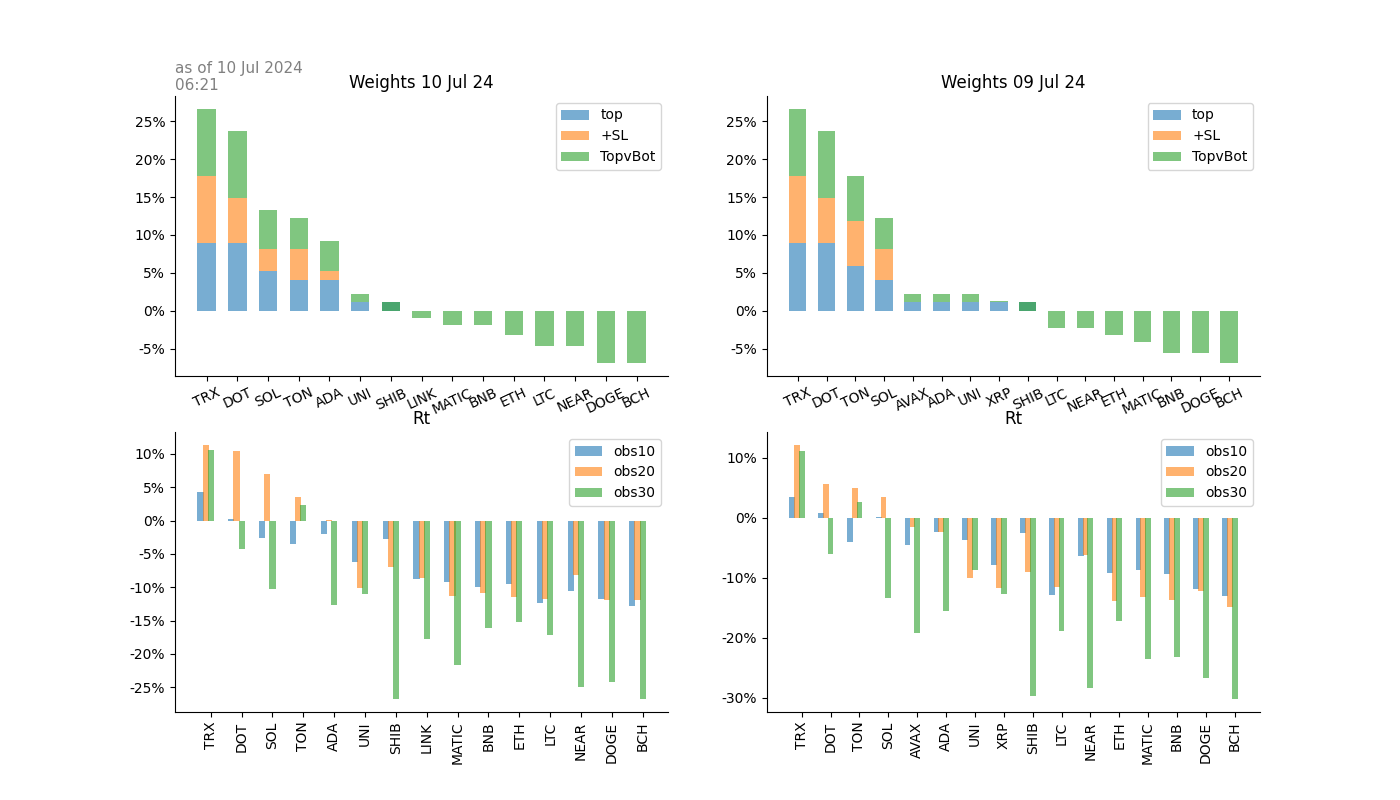 as of 10 Jul 2024
06:21
Weights 10 Jul 24
top
+SL
TopvBot
25%
20%
15%
10%
5%
0%
-5%
TRX DOT SOL TON ADA UNI SHIB LINK MATIC BNB ETH LTC NEAR DOGE BCH
Weights 09 Jul 24
top
+SL
TopvBot
25%
20%
15%
10%
5%
0%
-5%
TRX DOT TON SOL AVAX ADA UNI XRP SHIB LTC NEAR ETH MATIC BNB DOGE BCH
Rt
obs10
obs20
obs30
10%
5%
0%
-5%
-10%
-15%
-20%
-25%
TRX DOT SOL TON ADA UNI SHIB LINK MATIC BNB ETH LTC NEAR DOGE BCH
Rt
obs10
obs20
obs30
10%
0%
-10%
-20%
-30%
TRX DOT TON SOL AVAX ADA UNI XRP SHIB LTC NEAR ETH MATIC BNB DOGE BCH